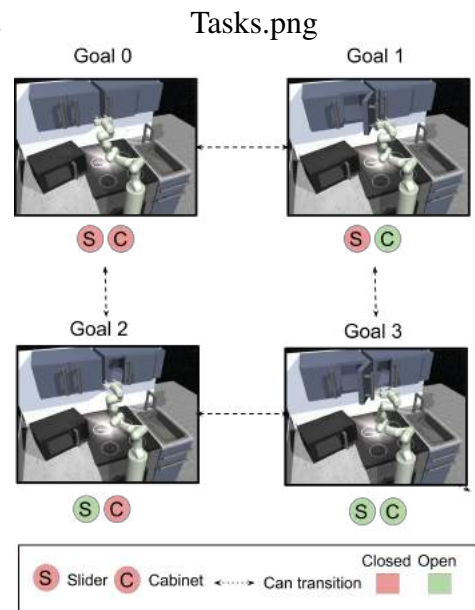 Tasks.png
Goal 0 Goal 1
S C S C
Goal 2 Goal 3
S C S C
Closed Open
S Slider C Cabinet Can transition